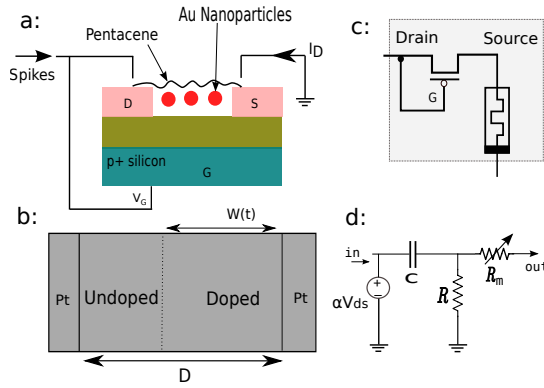 a:
Au Nanoparticles
Pentacene
I_D
Spikes
D
S
p+ silicon
G
V_G
b:
W(t)
Pt
Undoped
Doped
Pt
D
c:
Drain
Source
G
d:
in
C
R
R_m
out
αVds
+
−